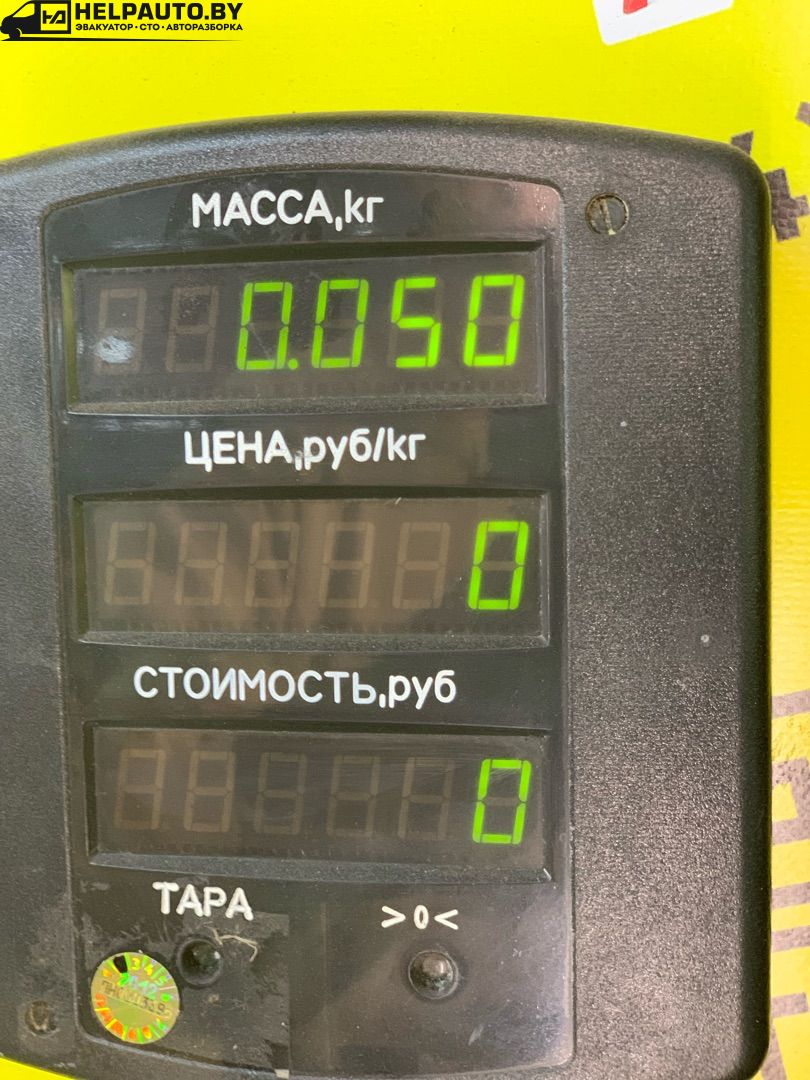 HELPAUTO.BY
ЭВАКУАТОР • СТО • АВТОРАЗБОРКА
МАССА,кг
0.050
ЦЕНА,руб/кг
0
СТОИМОСТЬ,руб
0
ТАРА
>0<